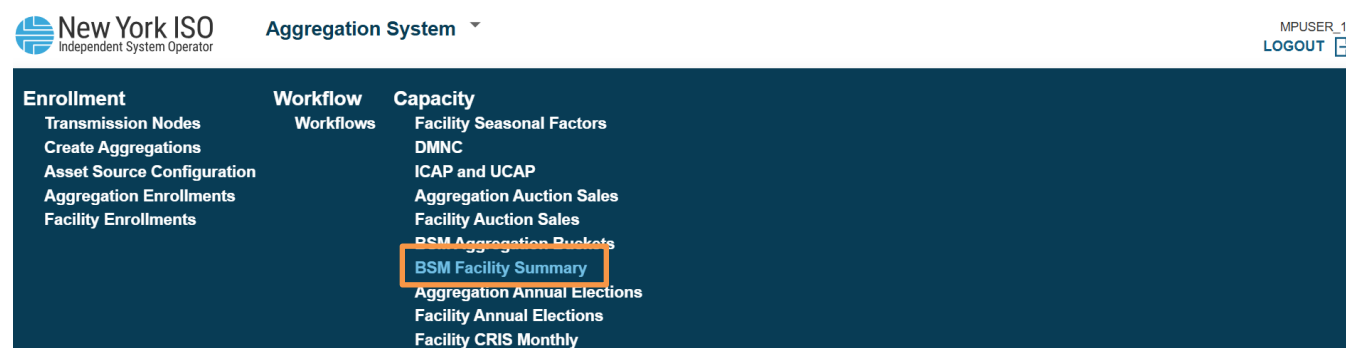 New York ISO
Independent System Operator
Aggregation System
MPUSER_1
LOGOUT
Enrollment
Transmission Nodes
Create Aggregations
Asset Source Configuration
Aggregation Enrollments
Facility Enrollments
Workflow
Workflows
Capacity
Facility Seasonal Factors
DMNC
ICAP and UCAP
Aggregation Auction Sales
Facility Auction Sales
BSM Aggregation Buckets
BSM Facility Summary
Aggregation Annual Elections
Facility Annual Elections
Facility CRIS Monthly